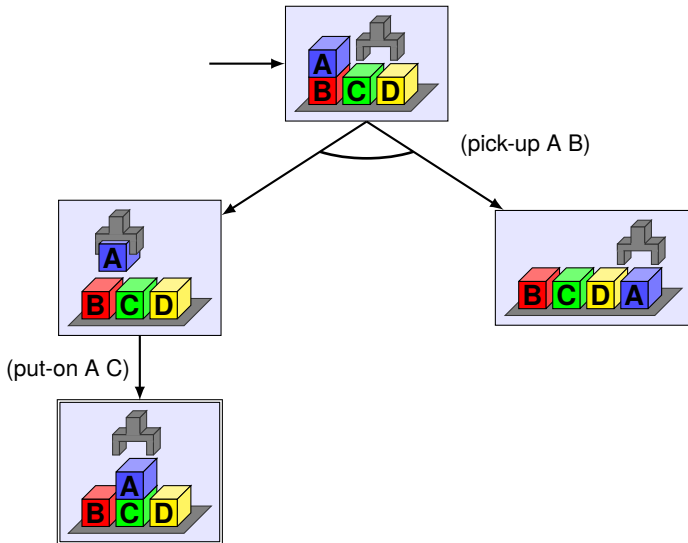 A
B C D
(pick-up A B)
A
B C D
B C D A
(put-on A C)
A
B C D